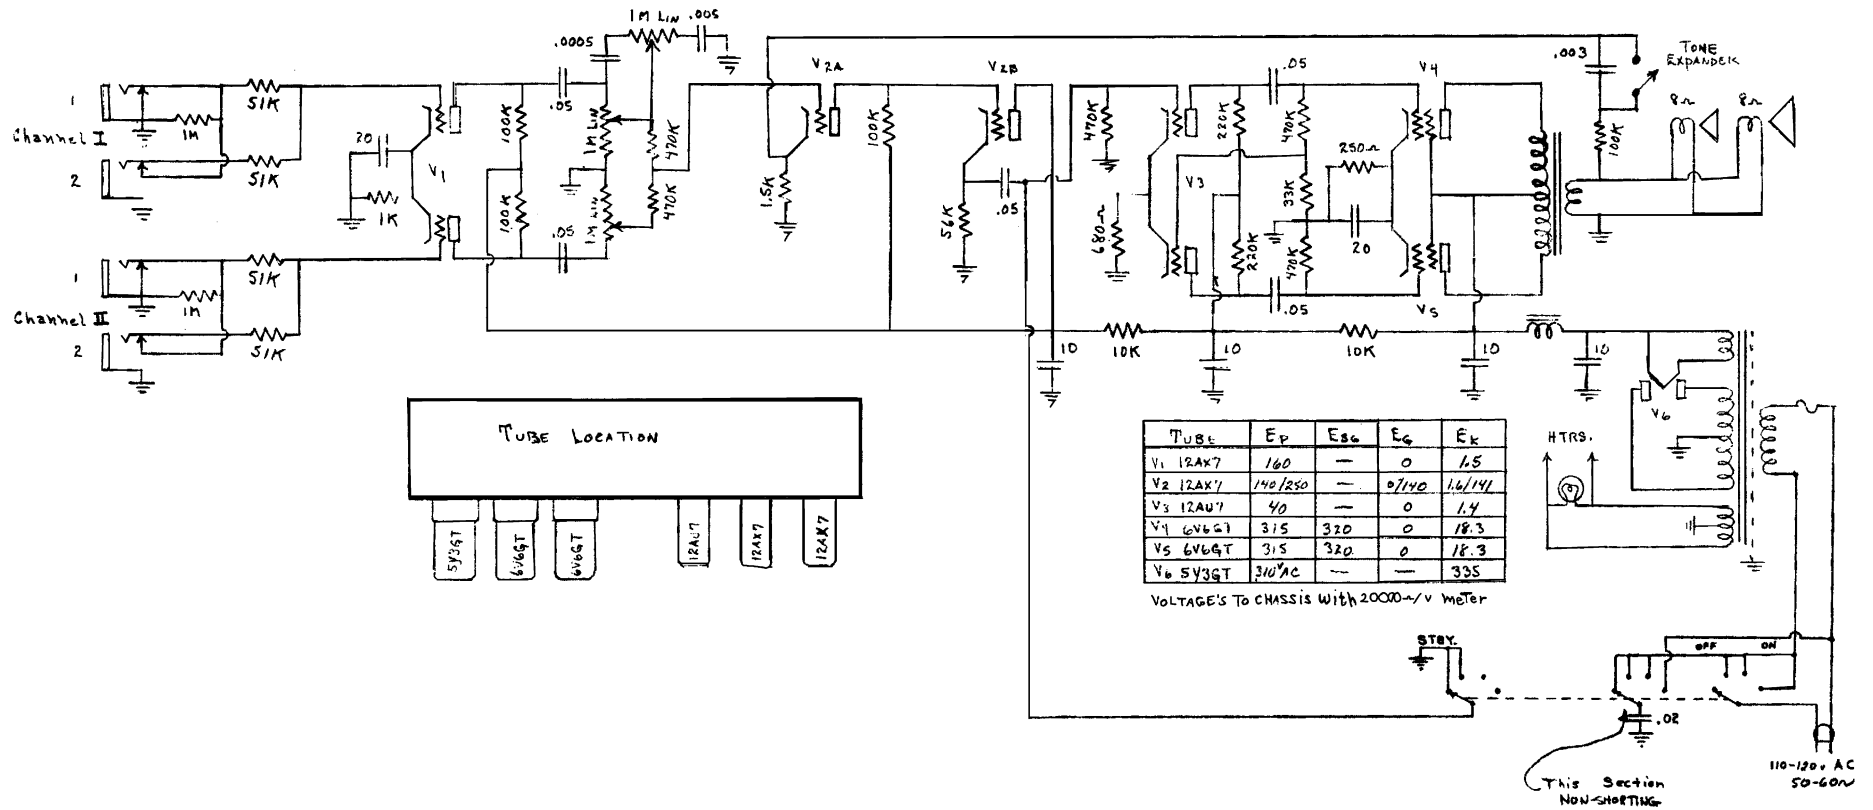 1M LIN .005
.0005
.003
TONE
EXPANDER
V2A
V2B
.05
V4
8Ω
8Ω
1
51K
.05
Channel I
1M
20
100K
1M LIN
470K
100K
470K
220K
470K
250Ω
100K
2
51K
V1
V3
33K
1K
100K
1M LIN
470K
1.5K
.05
56K
680Ω
.05
220K
470K
20
1
51K
Channel II
1M
.05
V5
2
51K
10
10K
10
10K
10
10
V6
TUBE LOCATION
HTRS.
5Y3GT
6V6GT
6V6GT
12AU7
12AX7
12AX7
TUBE EP ESG EG EK
V1 12AX7 160 — 0 1.5
V2 12AX7 140/250 — 0/140 1.6/141
V3 12AU7 40 — 0 1.4
V4 6V6GT 315 320 0 18.3
V5 6V6GT 315 320 0 18.3
V6 5Y3GT 310V AC — — 335
VOLTAGE'S TO CHASSIS WITH 20000Ω/V METER
STBY.
OFF
ON
.02
110-120V AC
50-60~
This Section
NON-SHORTING